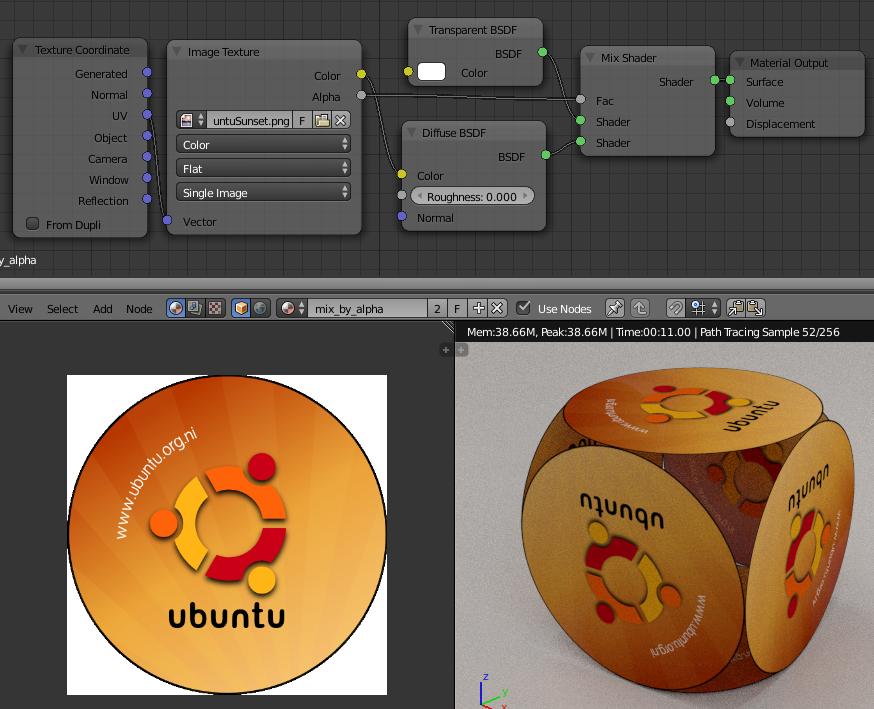 Texture Coordinate
Generated
Normal
UV
Object
Camera
Window
Reflection
From Dupli
Image Texture
Color
Alpha
untuSunset.png F
Color
Flat
Single Image
Vector
Transparent BSDF
BSDF
Color
Diffuse BSDF
BSDF
Color
Roughness: 0.000
Normal
Mix Shader
Shader
Fac
Shader
Shader
Material Output
Surface
Volume
Displacement
y_alpha
View Select Add Node mix_by_alpha 2 F Use Nodes
Mem:38.66M, Peak:38.66M | Time:00:11.00 | Path Tracing Sample 52/256
www.ubuntu.org.ni
ubuntu
www.ubuntu.org.ni
ubuntu
ubuntu
www.ubuntu.org.ni
ubuntu
www.ubuntu.org.ni
z
y
x